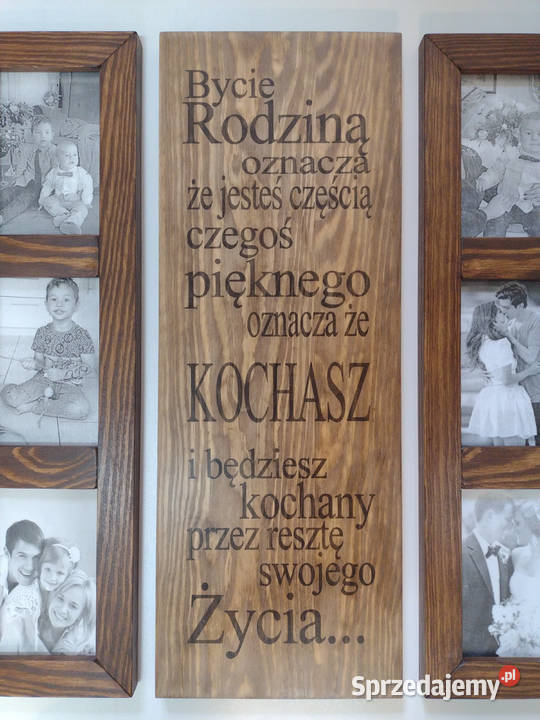 Bycie
Rodziną
oznacza
że jesteś częścią
czegoś
pięknego
oznacza że
KOCHASZ
i będziesz
kochany
przez resztę
swojego
Życia...
Sprzedajemy.pl